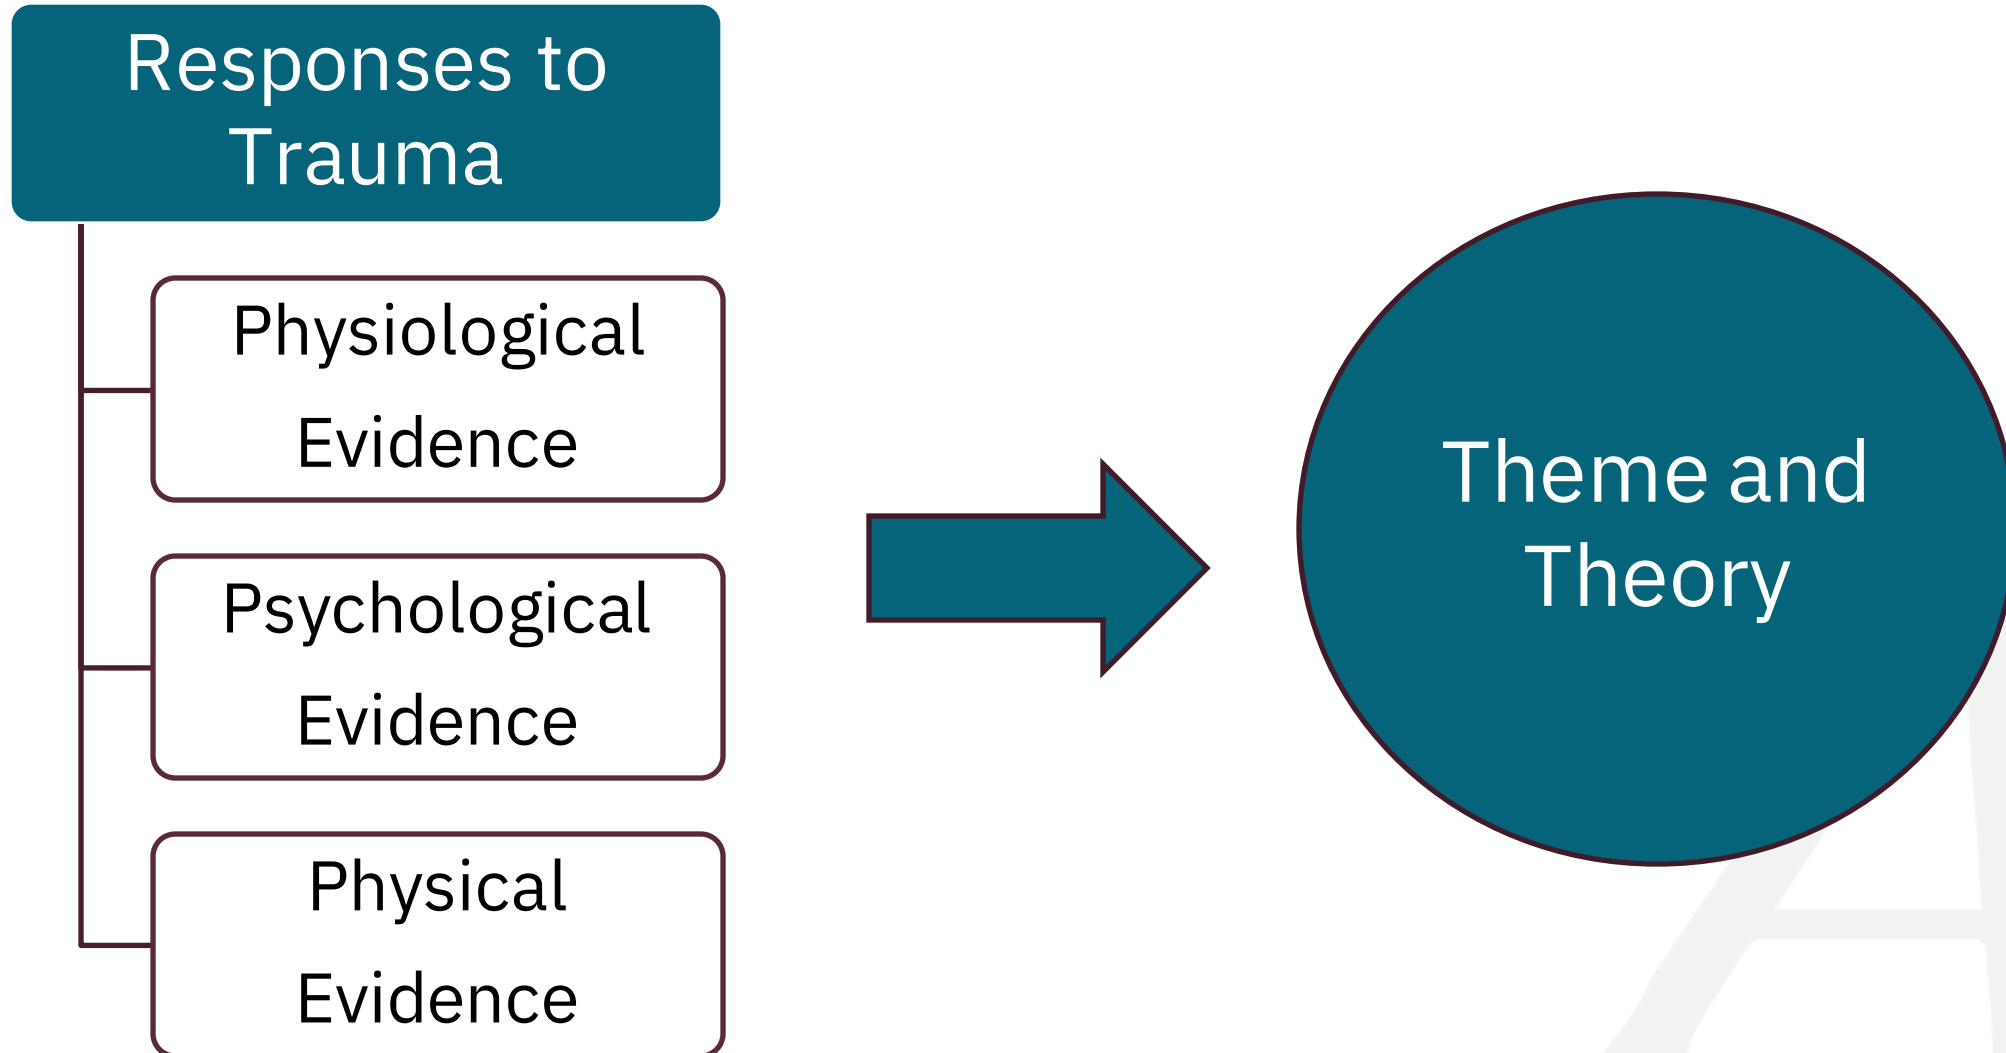 Responses to
Trauma
Physiological
Evidence
Psychological
Evidence
Physical
Evidence
Theme and
Theory